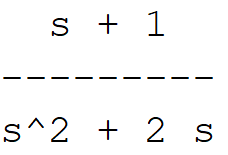 s + 1
---------
s^2 + 2 s